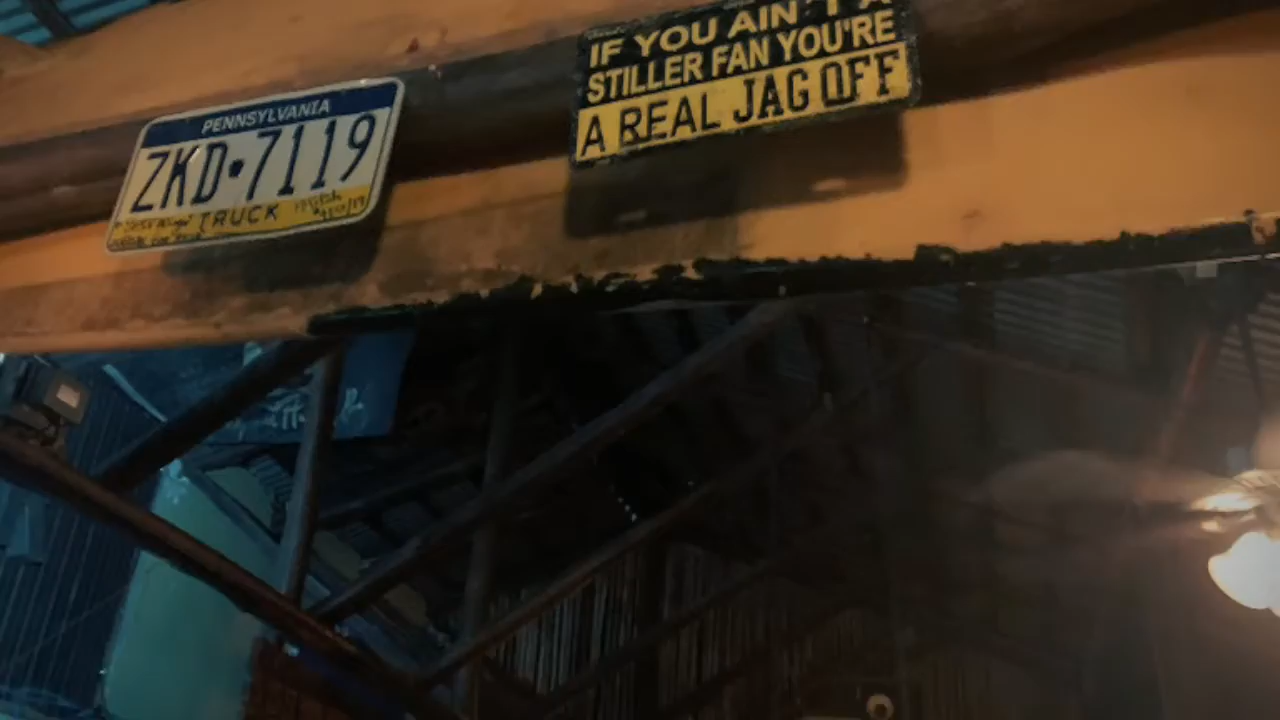 PENNSYLVANIA
ZKD·7119
TRUCK
IF YOU AIN'T A
STILLER FAN YOU'RE
A REAL JAG OFF